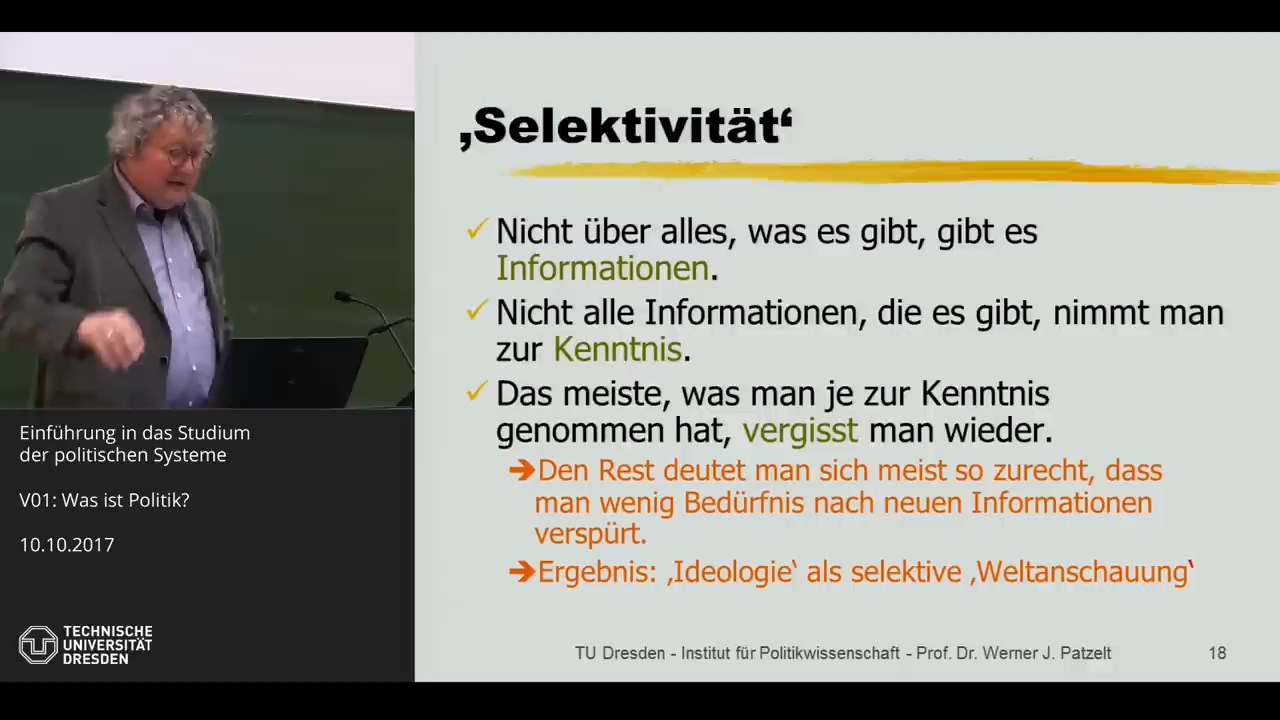 ‚Selektivität‘
Nicht über alles, was es gibt, gibt es
Informationen.
Nicht alle Informationen, die es gibt, nimmt man
zur Kenntnis.
Das meiste, was man je zur Kenntnis
genommen hat, vergisst man wieder.
Den Rest deutet man sich meist so zurecht, dass
man wenig Bedürfnis nach neuen Informationen
verspürt.
Ergebnis: ‚Ideologie‘ als selektive ‚Weltanschauung‘
TU Dresden - Institut für Politikwissenschaft - Prof. Dr. Werner J. Patzelt
18
Einführung in das Studium
der politischen Systeme
V01: Was ist Politik?
10.10.2017
TECHNISCHE
UNIVERSITÄT
DRESDEN